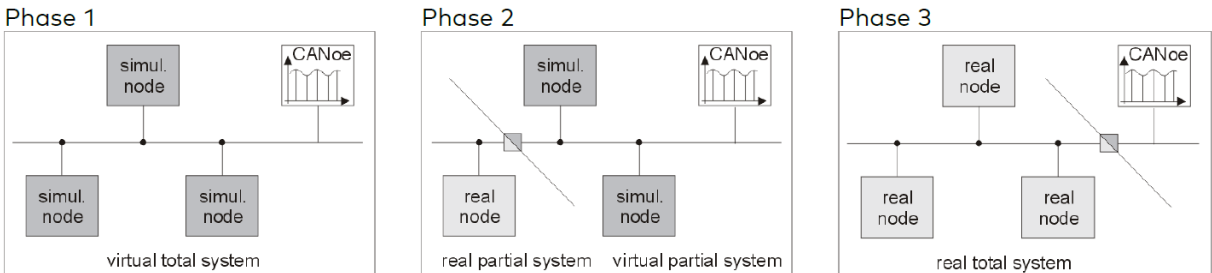 Phase 1
CANoe
simul.
node
simul.
node
simul.
node
virtual total system
Phase 2
simul.
node
CANoe
real
node
simul.
node
real partial system
virtual partial system
Phase 3
real
node
CANoe
real
node
real
node
real total system